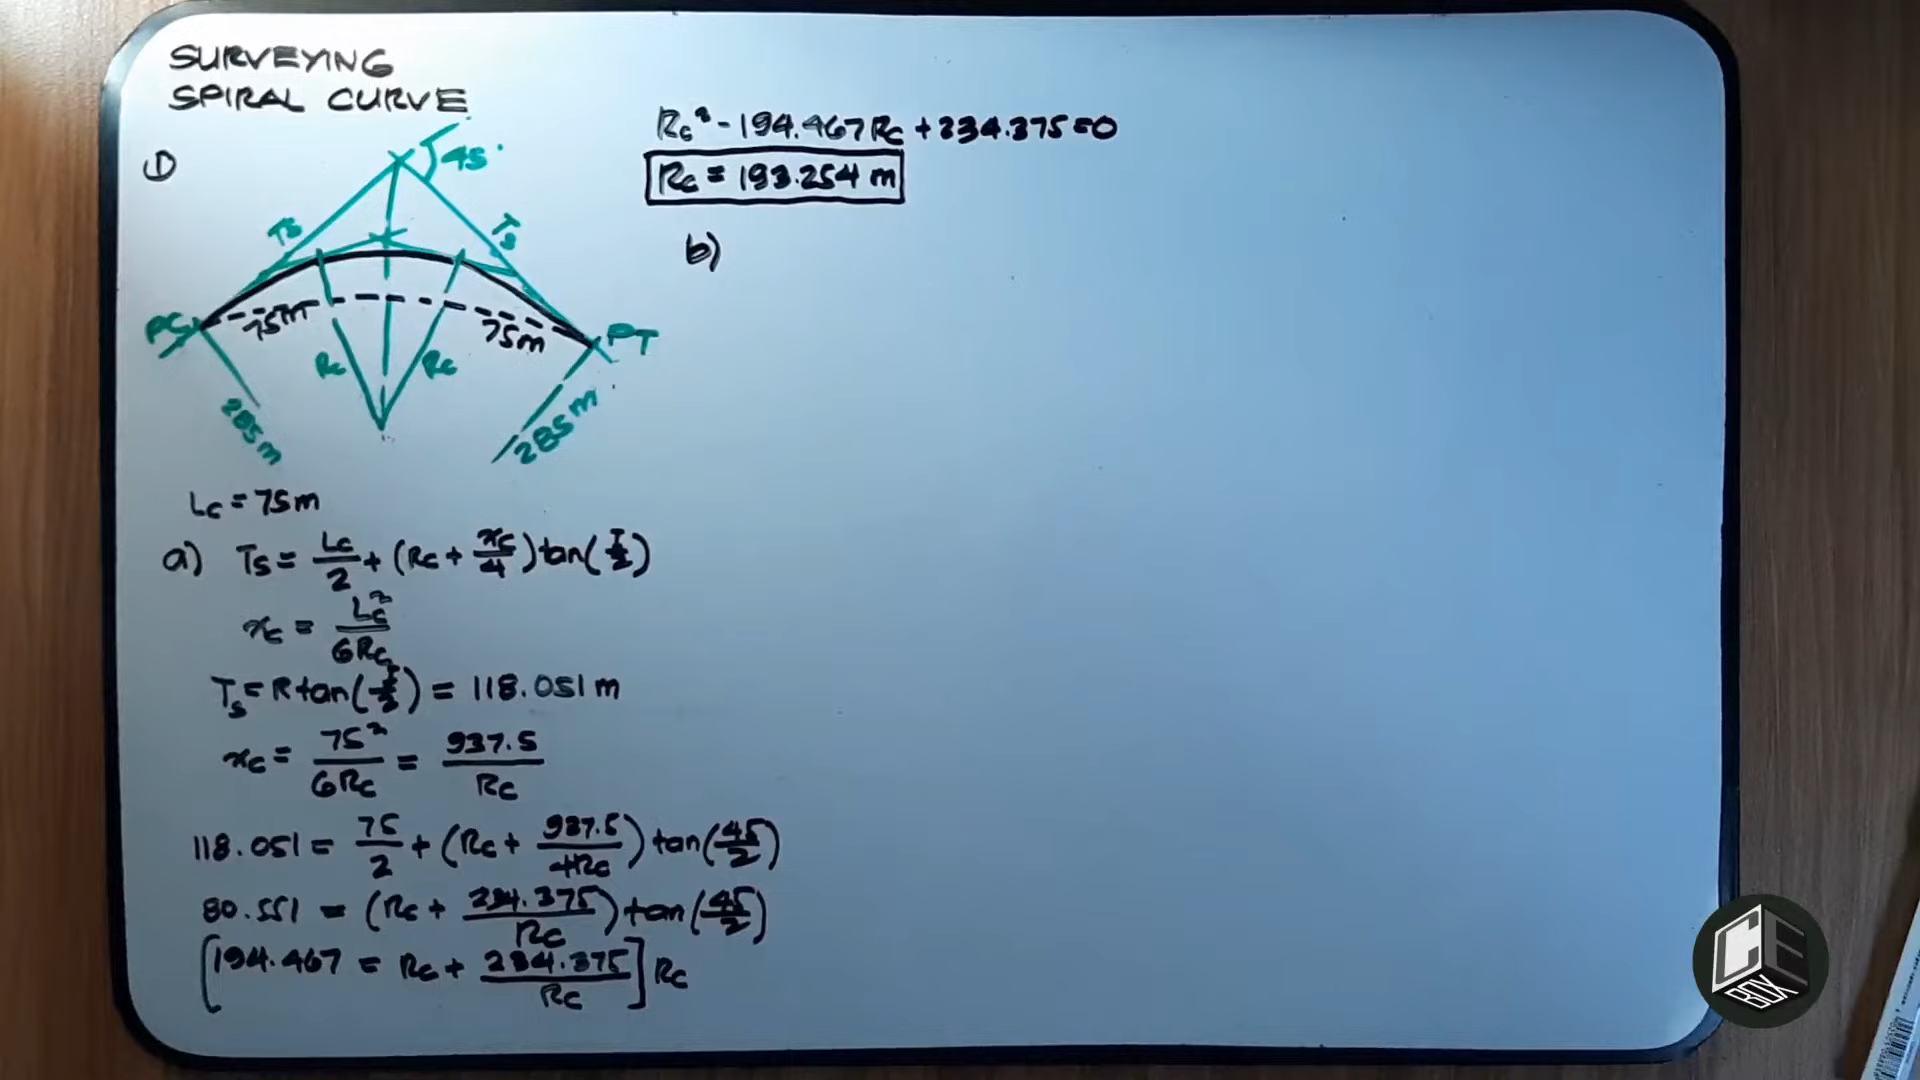 SURVEYING
SPIRAL CURVE
①
45°
Ts
Ts
PC
75m
75m
PT
Rc
Rc
285m
285m
Lc = 75m
a) Ts = Lc/2 + (Rc + xc/4) tan(I/2)
xc = Lc²/6Rc
Ts = R tan(I/2) = 118.051 m
xc = 75²/6Rc = 937.5/Rc
118.051 = 75/2 + (Rc + 937.5/4Rc) tan(45/2)
80.551 = (Rc + 234.375/Rc) tan(45/2)
[194.467 = Rc + 234.375/Rc] Rc
Rc² - 194.467Rc + 234.375 = 0
Rc = 193.254 m
b)
CE
BOX